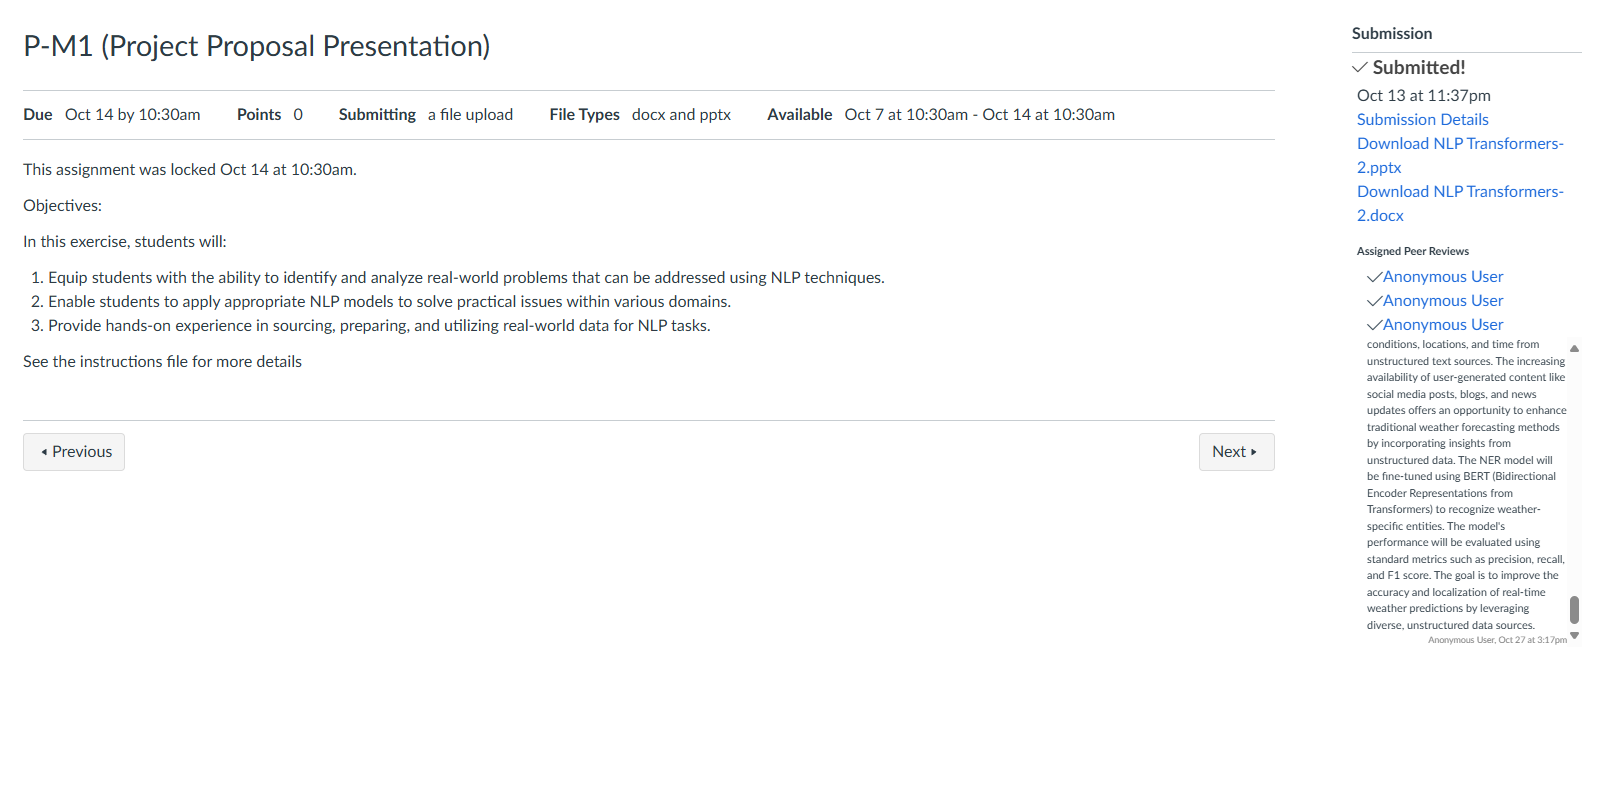 P-M1 (Project Proposal Presentation)
Due Oct 14 by 10:30am Points 0 Submitting a file upload File Types docx and pptx Available Oct 7 at 10:30am - Oct 14 at 10:30am
This assignment was locked Oct 14 at 10:30am.
Objectives:
In this exercise, students will:
1. Equip students with the ability to identify and analyze real-world problems that can be addressed using NLP techniques.
2. Enable students to apply appropriate NLP models to solve practical issues within various domains.
3. Provide hands-on experience in sourcing, preparing, and utilizing real-world data for NLP tasks.
See the instructions file for more details
Previous
Next
Submission
Submitted!
Oct 13 at 11:37pm
Submission Details
Download NLP Transformers-
2.pptx
Download NLP Transformers-
2.docx
Assigned Peer Reviews
Anonymous User
Anonymous User
Anonymous User
conditions, locations, and time from
unstructured text sources. The increasing
availability of user-generated content like
social media posts, blogs, and news
updates offers an opportunity to enhance
traditional weather forecasting methods
by incorporating insights from
unstructured data. The NER model will
be fine-tuned using BERT (Bidirectional
Encoder Representations from
Transformers) to recognize weather-
specific entities. The model's
performance will be evaluated using
standard metrics such as precision, recall,
and F1 score. The goal is to improve the
accuracy and localization of real-time
weather predictions by leveraging
diverse, unstructured data sources.
Anonymous User, Oct 27 at 3:17pm